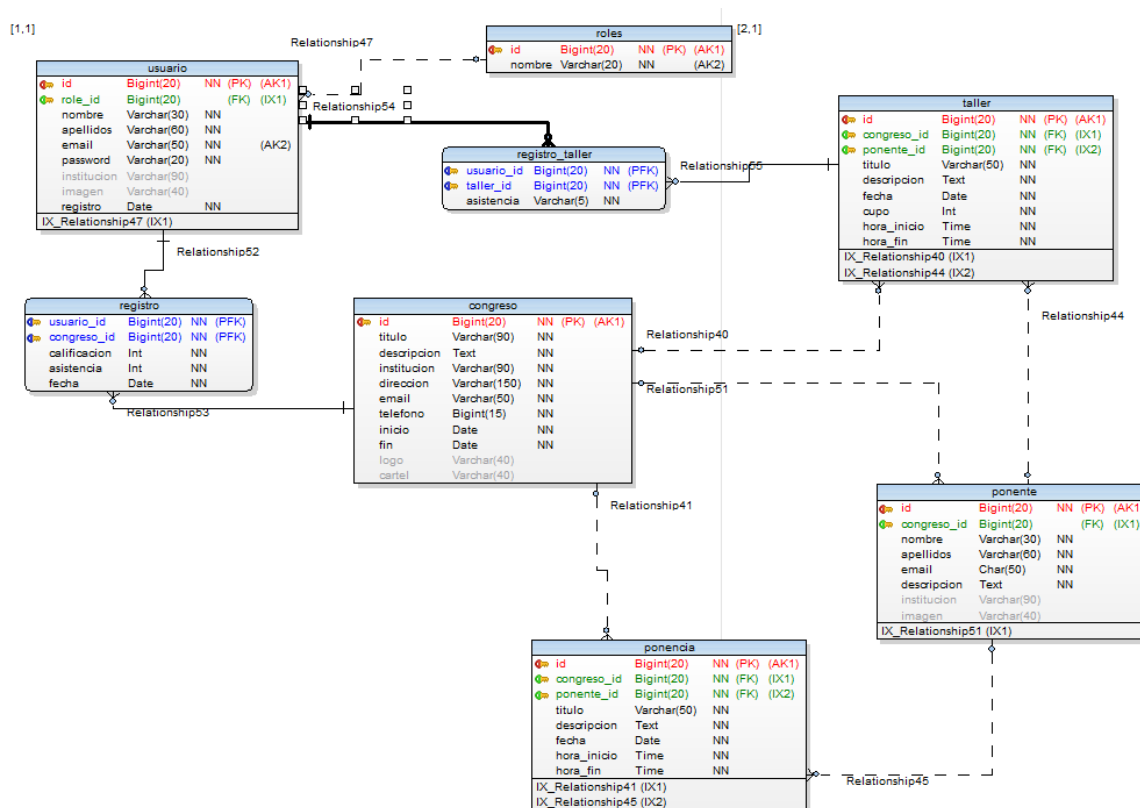 [1,1]
[2,1]
Relationship47
roles
id Bigint(20) NN (PK) (AK1)
nombre Varchar(20) NN (AK2)
usuario
id Bigint(20) NN (PK) (AK1)
role_id Bigint(20) (FK) (IX1)
nombre Varchar(30) NN
apellidos Varchar(60) NN
email Varchar(50) NN (AK2)
password Varchar(20) NN
institucion Varchar(90)
imagen Varchar(40)
registro Date NN
IX_Relationship47 (IX1)
Relationship54
registro_taller
usuario_id Bigint(20) NN (PFK)
taller_id Bigint(20) NN (PFK)
asistencia Varchar(5) NN
Relationship55
taller
id Bigint(20) NN (PK) (AK1)
congreso_id Bigint(20) NN (FK) (IX1)
ponente_id Bigint(20) NN (FK) (IX2)
titulo Varchar(50) NN
descripcion Text NN
fecha Date NN
cupo Int NN
hora_inicio Time NN
hora_fin Time NN
IX_Relationship40 (IX1)
IX_Relationship44 (IX2)
Relationship52
registro
usuario_id Bigint(20) NN (PFK)
congreso_id Bigint(20) NN (PFK)
calificacion Int NN
asistencia Int NN
fecha Date NN
Relationship53
congreso
id Bigint(20) NN (PK) (AK1)
titulo Varchar(90) NN
descripcion Text NN
institucion Varchar(90) NN
direccion Varchar(150) NN
email Varchar(50) NN
telefono Bigint(15) NN
inicio Date NN
fin Date NN
logo Varchar(40)
cartel Varchar(40)
Relationship40
Relationship51
Relationship44
Relationship41
ponente
id Bigint(20) NN (PK) (AK1
congreso_id Bigint(20) (FK) (IX1)
nombre Varchar(30) NN
apellidos Varchar(60) NN
email Char(50) NN
descripcion Text NN
institucion Varchar(90)
imagen Varchar(40)
IX_Relationship51 (IX1)
ponencia
id Bigint(20) NN (PK) (AK1)
congreso_id Bigint(20) NN (FK) (IX1)
ponente_id Bigint(20) NN (FK) (IX2)
titulo Varchar(50) NN
descripcion Text NN
fecha Date NN
hora_inicio Time NN
hora_fin Time NN
IX_Relationship41 (IX1)
IX_Relationship45 (IX2)
Relationship45